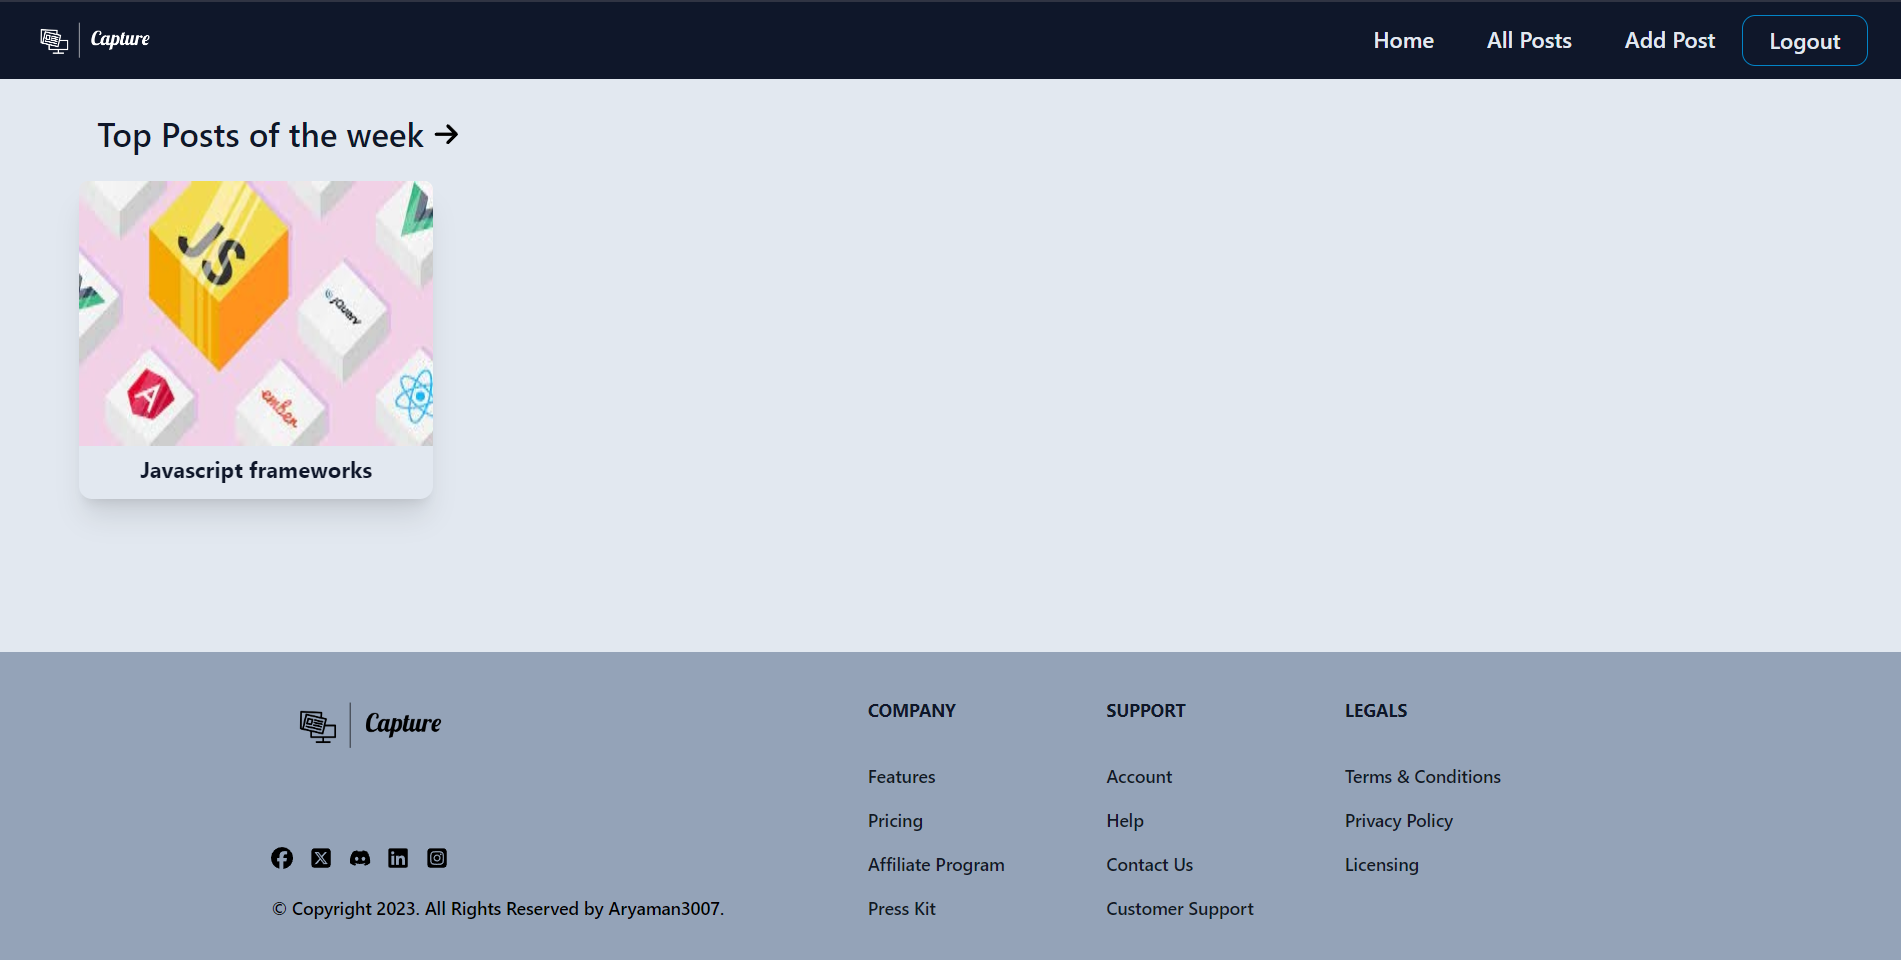 Capture
Home All Posts Add Post Logout
Top Posts of the week
JS
jQuery
A
ember
Javascript frameworks
Capture
COMPANY SUPPORT LEGALS
Features Account Terms & Conditions
Pricing Help Privacy Policy
Affiliate Program Contact Us Licensing
© Copyright 2023. All Rights Reserved by Aryaman3007.
Press Kit Customer Support